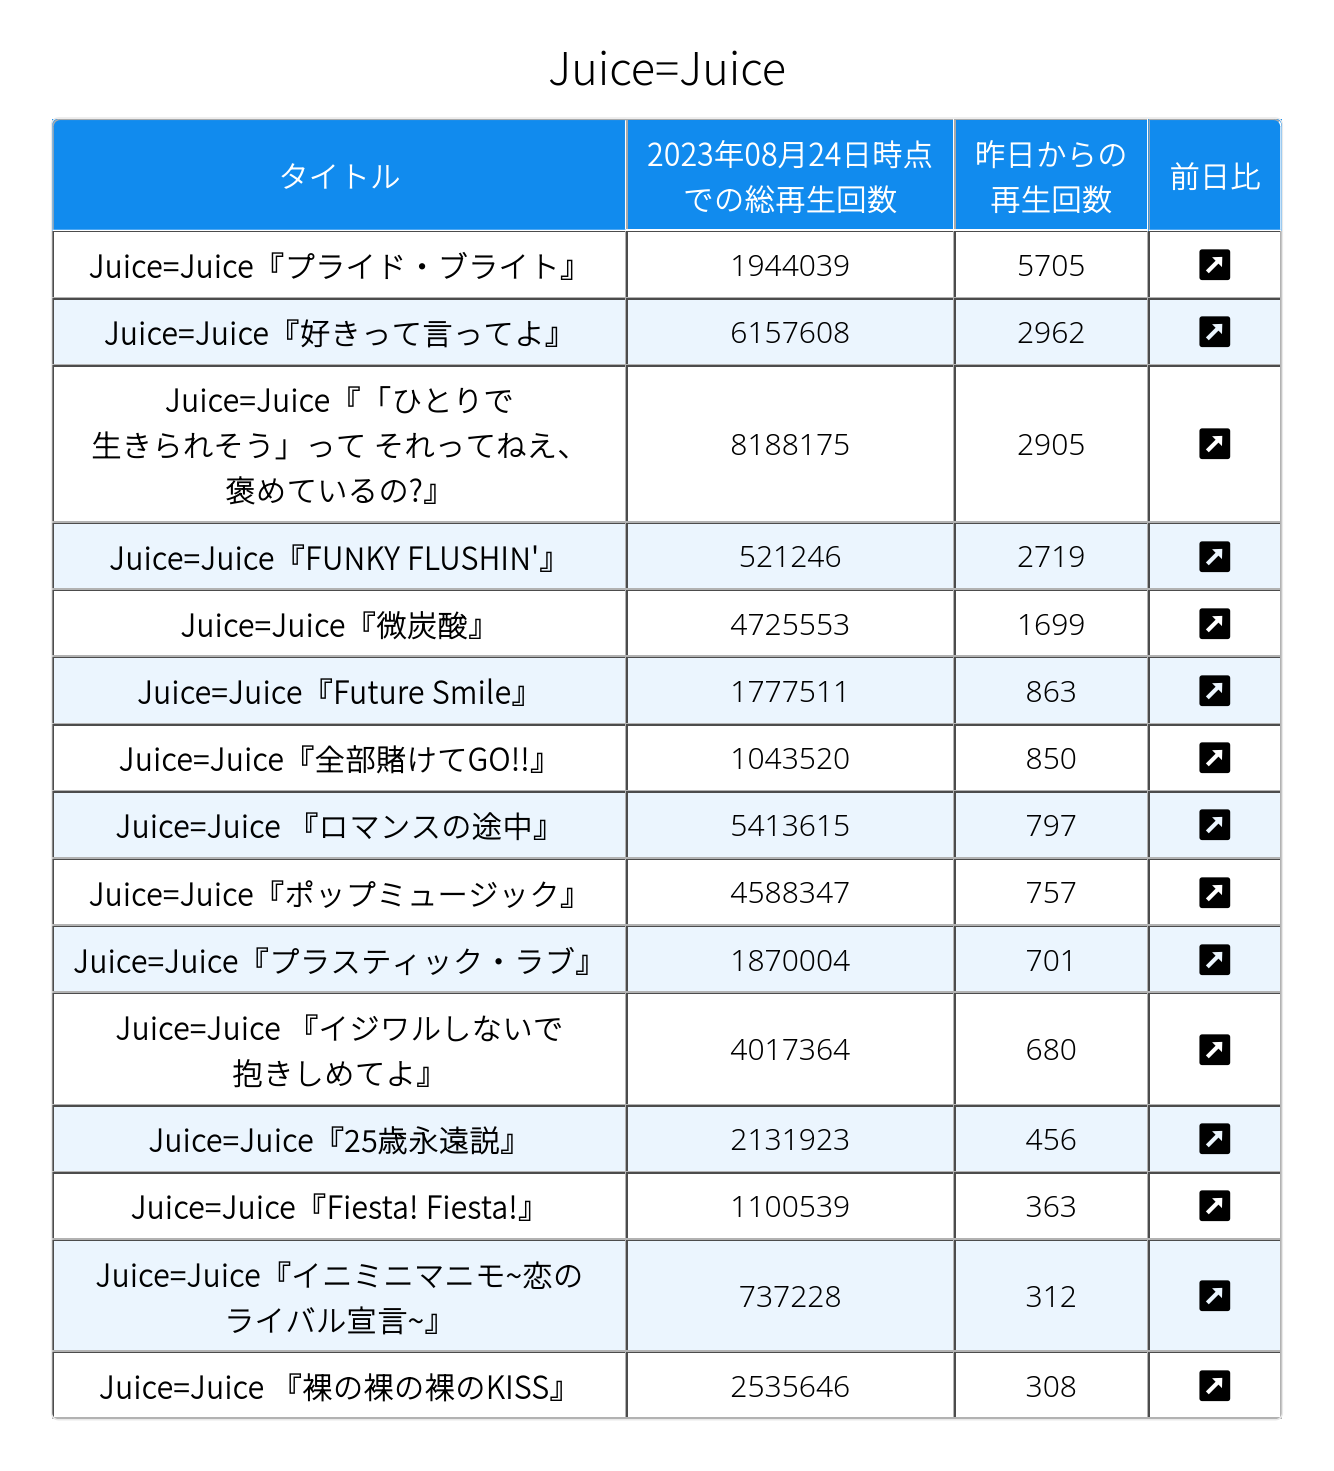 Juice=Juice
タイトル
2023年08月24日時点
での総再生回数
昨日からの
再生回数
前日比
Juice=Juice『プライド・ブライト』 1944039 5705
Juice=Juice『好きって言ってよ』 6157608 2962
Juice=Juice『「ひとりで
生きられそう」って それってねえ、
褒めているの?』 8188175 2905
Juice=Juice『FUNKY FLUSHIN'』 521246 2719
Juice=Juice『微炭酸』 4725553 1699
Juice=Juice『Future Smile』 1777511 863
Juice=Juice『全部賭けてGO!!』 1043520 850
Juice=Juice 『ロマンスの途中』 5413615 797
Juice=Juice『ポップミュージック』 4588347 757
Juice=Juice『プラスティック・ラブ』 1870004 701
Juice=Juice 『イジワルしないで
抱きしめてよ』 4017364 680
Juice=Juice『25歳永遠説』 2131923 456
Juice=Juice『Fiesta! Fiesta!』 1100539 363
Juice=Juice『イニミニマニモ~恋の
ライバル宣言~』 737228 312
Juice=Juice 『裸の裸の裸のKISS』 2535646 308